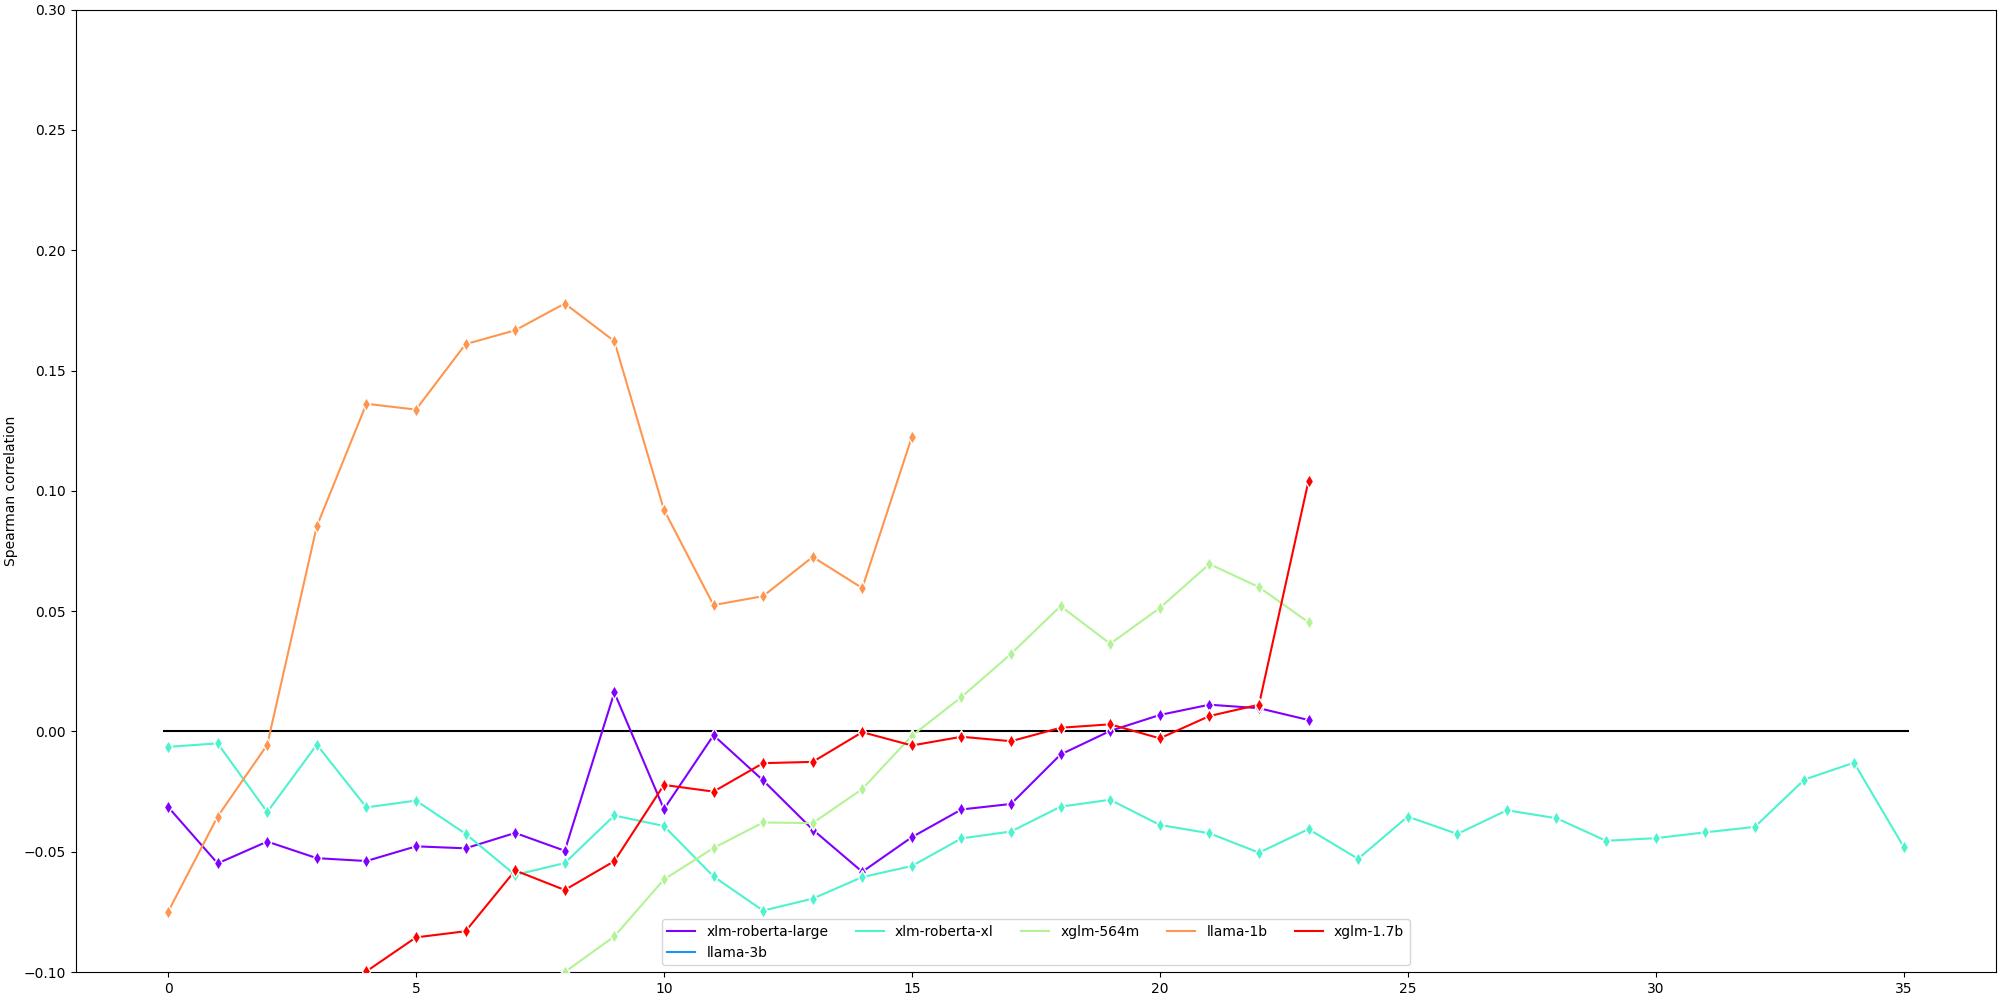 0.30
0.25
0.20
0.15
0.10
0.05
0.00
−0.05
−0.10
Spearman correlation
xlm-roberta-large xlm-roberta-xl xglm-564m llama-1b xglm-1.7b
llama-3b
0 5 10 15 20 25 30 35